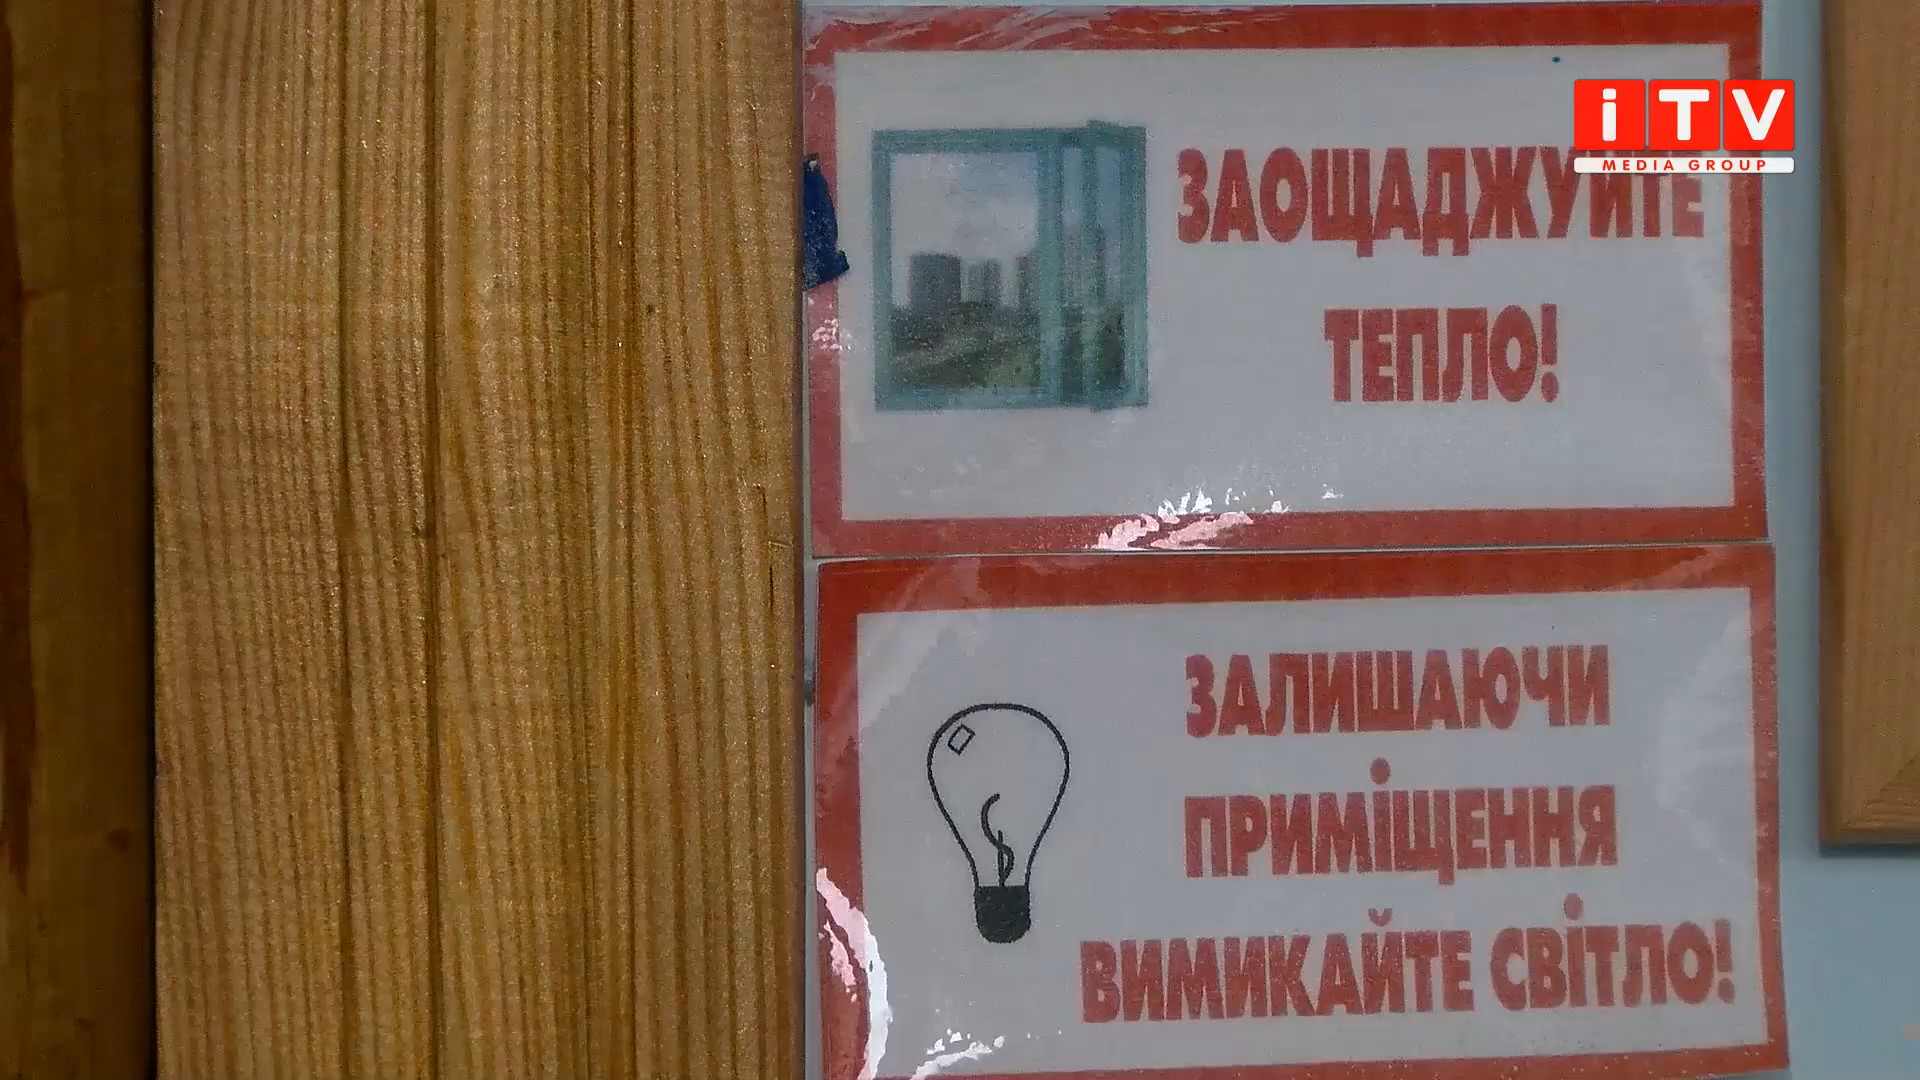 iTV
MEDIA GROUP
ЗАОЩАДЖУЙТЕ
ТЕПЛО!
ЗАЛИШАЮЧИ
ПРИМІЩЕННЯ
ВИМИКАЙТЕ СВІТЛО!